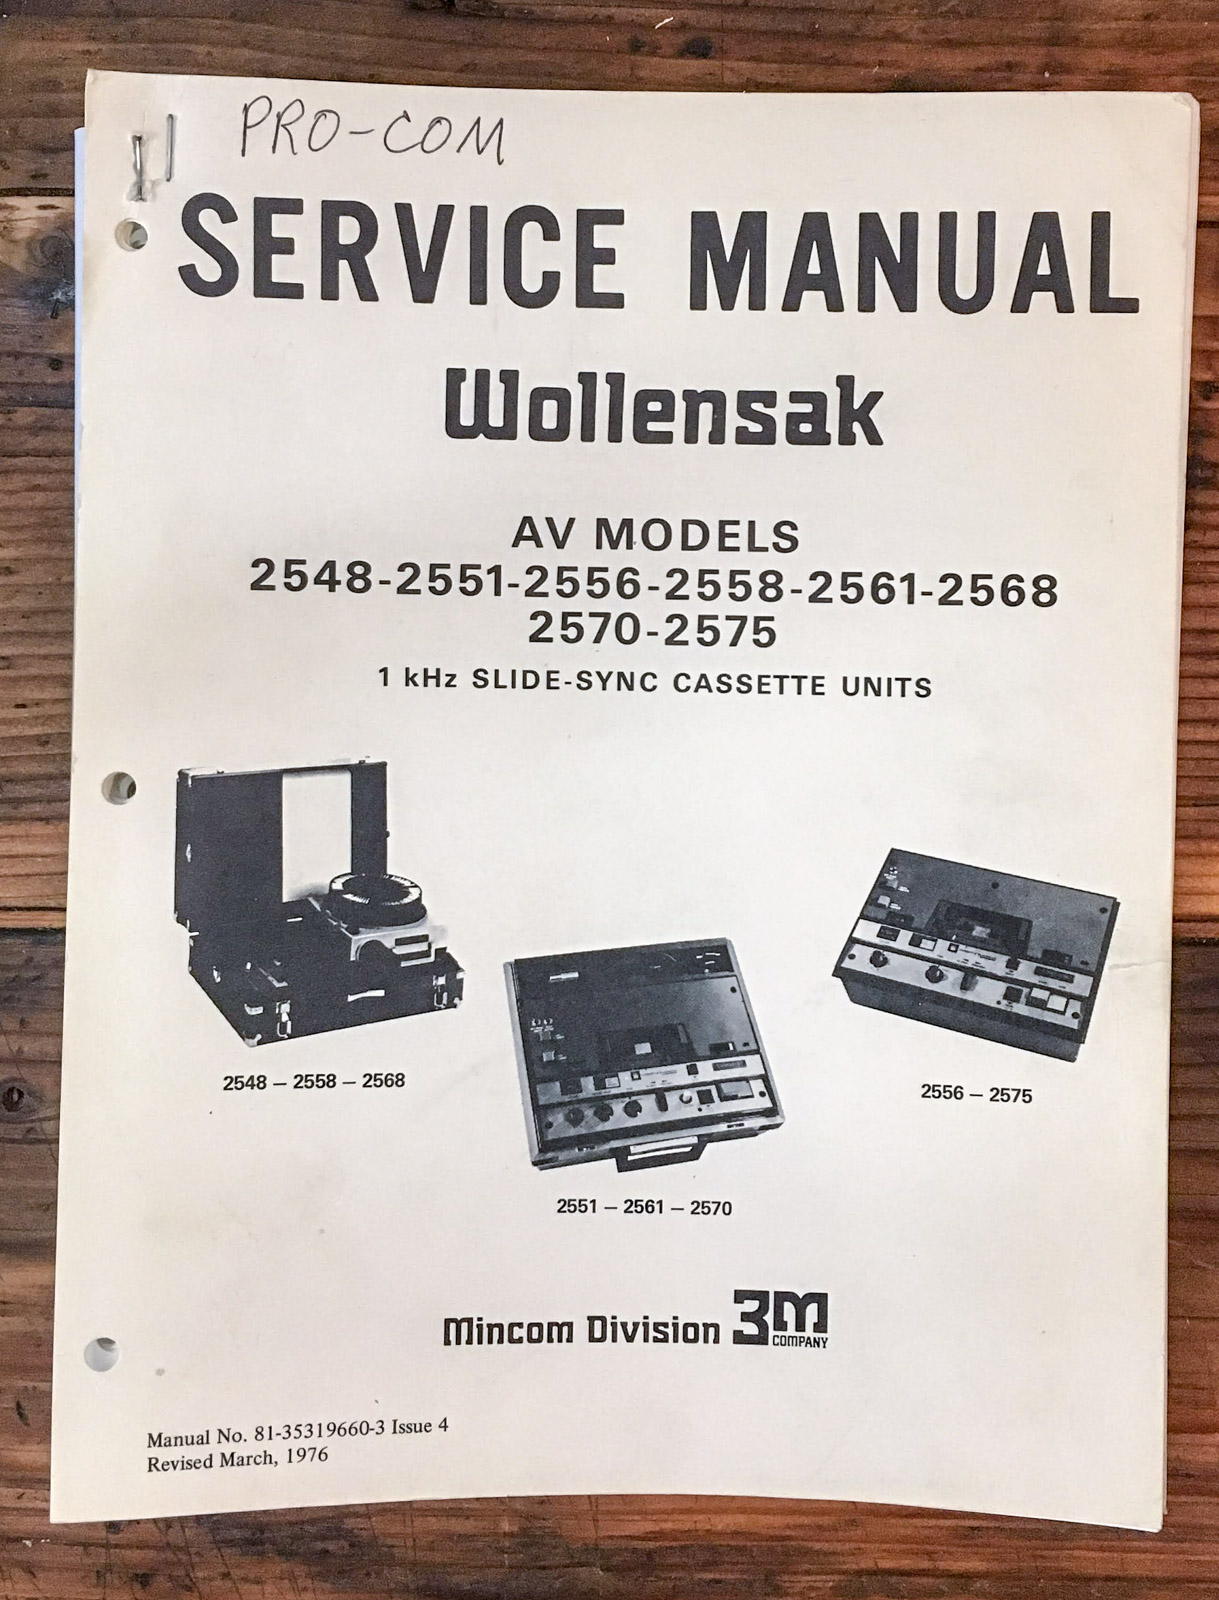 PRO-COM
SERVICE MANUAL
Wollensak
AV MODELS
2548-2551-2556-2558-2561-2568
2570-2575
1 kHz SLIDE-SYNC CASSETTE UNITS
2548 — 2558 — 2568
2556 — 2575
2551 — 2561 — 2570
Mincom Division 3M
COMPANY
Manual No. 81-35319660-3 Issue 4
Revised March, 1976